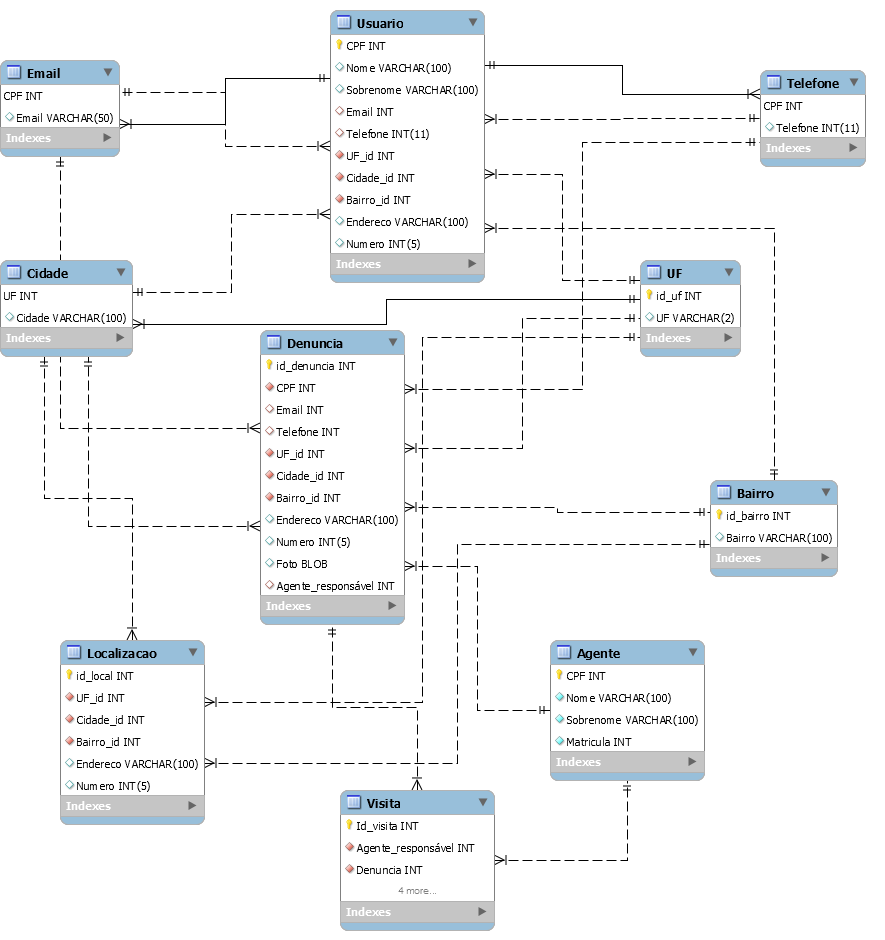 Usuario
CPF INT
Nome VARCHAR(100)
Sobrenome VARCHAR(100)
Email INT
Telefone INT(11)
UF_id INT
Cidade_id INT
Bairro_id INT
Endereco VARCHAR(100)
Numero INT(5)
Indexes
Email
CPF INT
Email VARCHAR(50)
Indexes
Telefone
CPF INT
Telefone INT(11)
Indexes
Cidade
UF INT
Cidade VARCHAR(100)
Indexes
UF
id_uf INT
UF VARCHAR(2)
Indexes
Denuncia
id_denuncia INT
CPF INT
Email INT
Telefone INT
UF_id INT
Cidade_id INT
Bairro_id INT
Endereco VARCHAR(100)
Numero INT(5)
Foto BLOB
Agente_responsável INT
Indexes
Bairro
id_bairro INT
Bairro VARCHAR(100)
Indexes
Localizacao
id_local INT
UF_id INT
Cidade_id INT
Bairro_id INT
Endereco VARCHAR(100)
Numero INT(5)
Indexes
Agente
CPF INT
Nome VARCHAR(100)
Sobrenome VARCHAR(100)
Matricula INT
Indexes
Visita
Id_visita INT
Agente_responsável INT
Denuncia INT
4 more...
Indexes